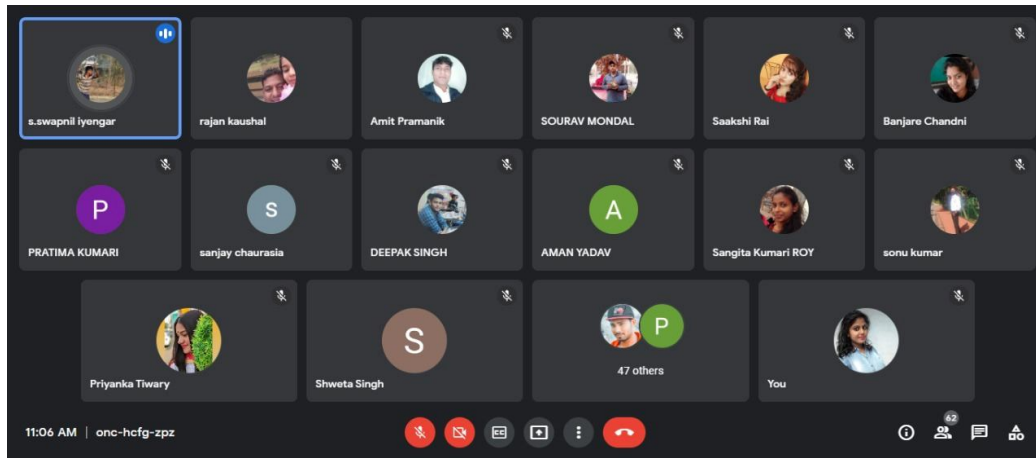 s.swapnil iyengar
rajan kaushal
Amit Pramanik
SOURAV MONDAL
Saakshi Rai
Banjare Chandni
P
PRATIMA KUMARI
s
sanjay chaurasia
DEEPAK SINGH
A
AMAN YADAV
Sangita Kumari ROY
sonu kumar
Priyanka Tiwary
S
Shweta Singh
P
47 others
You
11:06 AM | onc-hcfg-zpz
CC
62